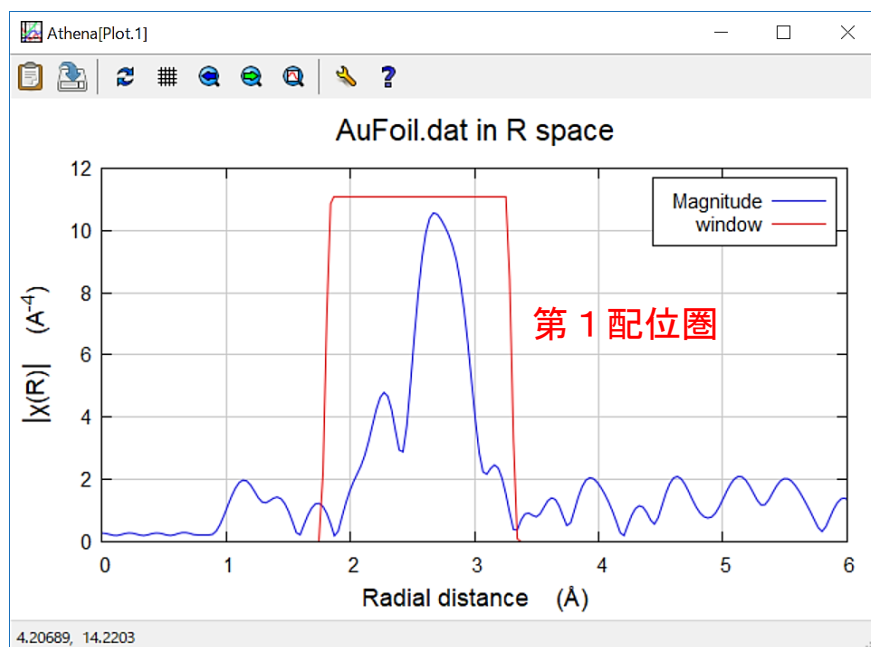 Athena[Plot.1]
AuFoil.dat in R space
Magnitude
window
12
10
8
6
4
2
0
|χ(R)| (A⁻⁴)
第１配位圏
0 1 2 3 4 5 6
Radial distance (Å)
4.20689, 14.2203